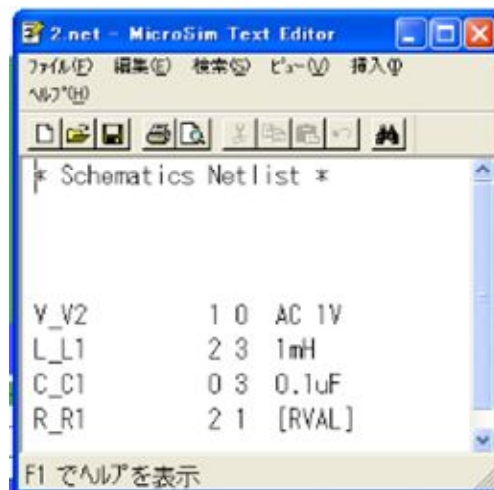 2.net - MicroSim Text Editor
ファイル(F) 編集(E) 検索(S) ビュー(V) 挿入(I)
ヘルプ(H)
* Schematics Netlist *
V_V2 1 0 AC 1V
L_L1 2 3 1mH
C_C1 0 3 0.1uF
R_R1 2 1 [RVAL]
F1 でヘルプを表示